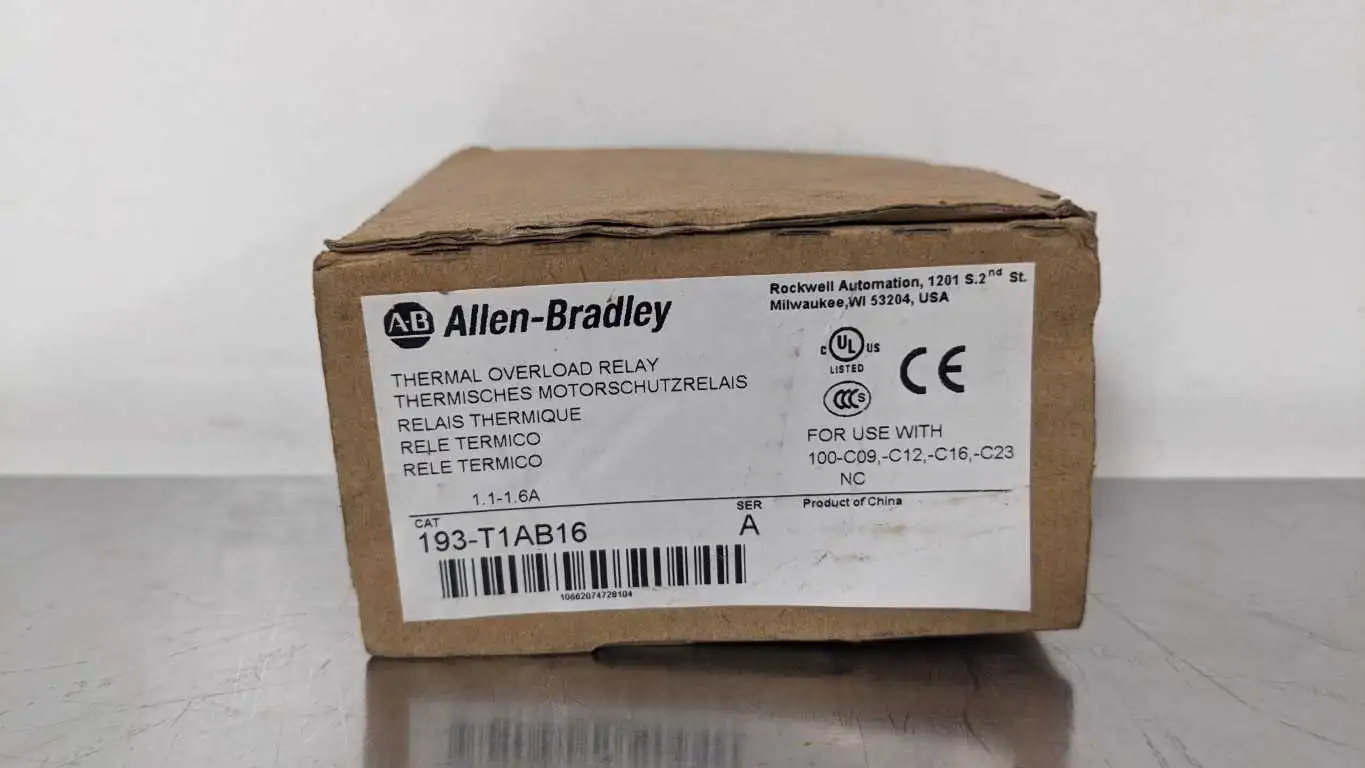 AB Allen-Bradley
Rockwell Automation, 1201 S.2nd St.
Milwaukee,WI 53204, USA
THERMAL OVERLOAD RELAY
THERMISCHES MOTORSCHUTZRELAIS
RELAIS THERMIQUE
RELE TERMICO
RELE TERMICO
1.1-1.6A
C UL US
LISTED
CCC S
CE
FOR USE WITH
100-C09,-C12,-C16,-C23
NC
CAT
193-T1AB16
SER
A
Product of China
10662074728104